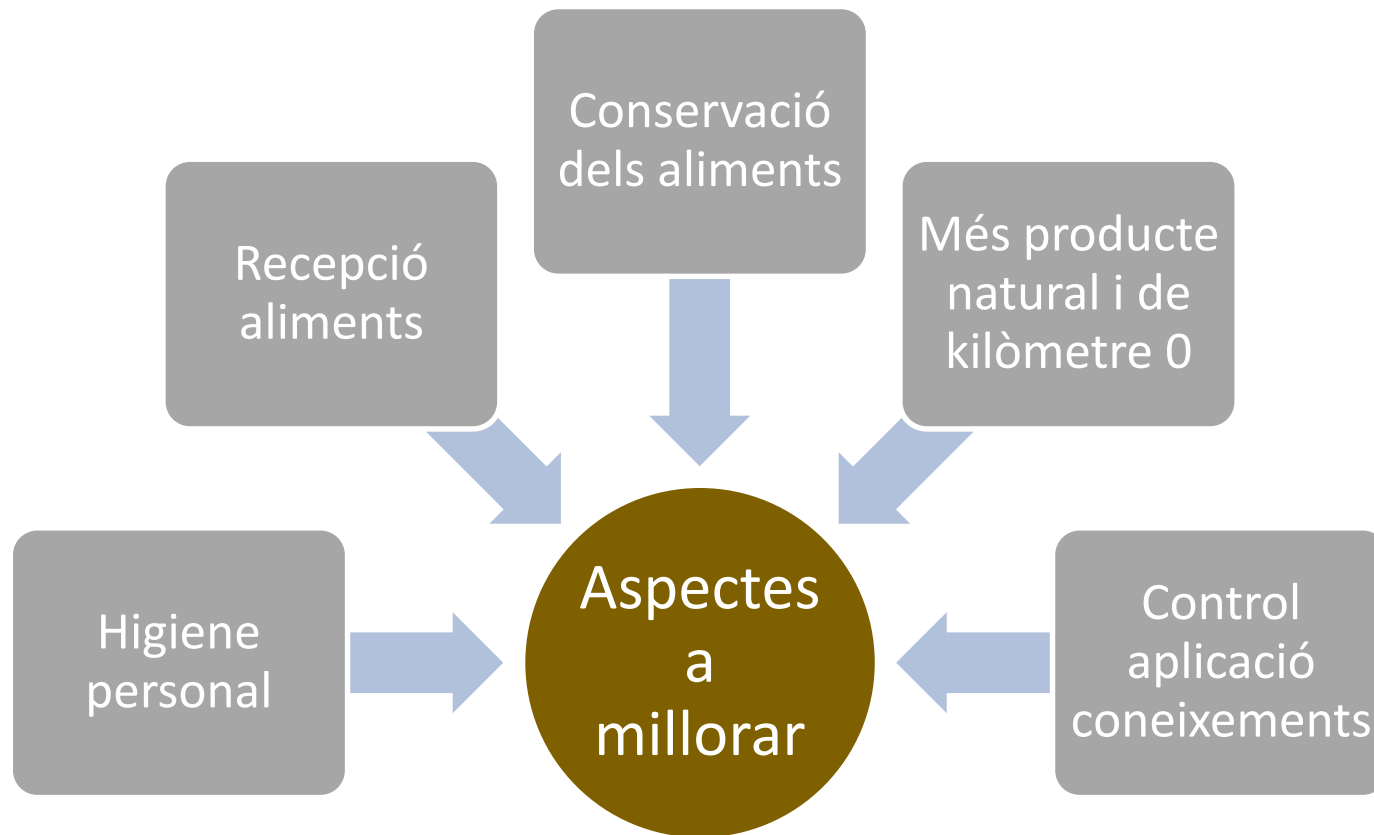 Conservació
dels aliments
Recepció
aliments
Més producte
natural i de
kilòmetre 0
Higiene
personal
Aspectes
a
millorar
Control
aplicació
coneixements